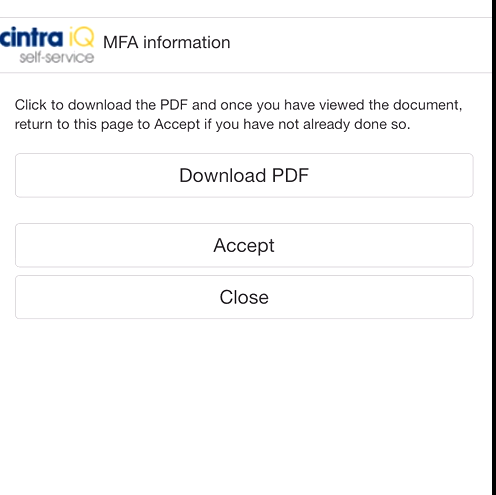 cintra iQ
self-service
MFA information
Click to download the PDF and once you have viewed the document,
return to this page to Accept if you have not already done so.
Download PDF
Accept
Close